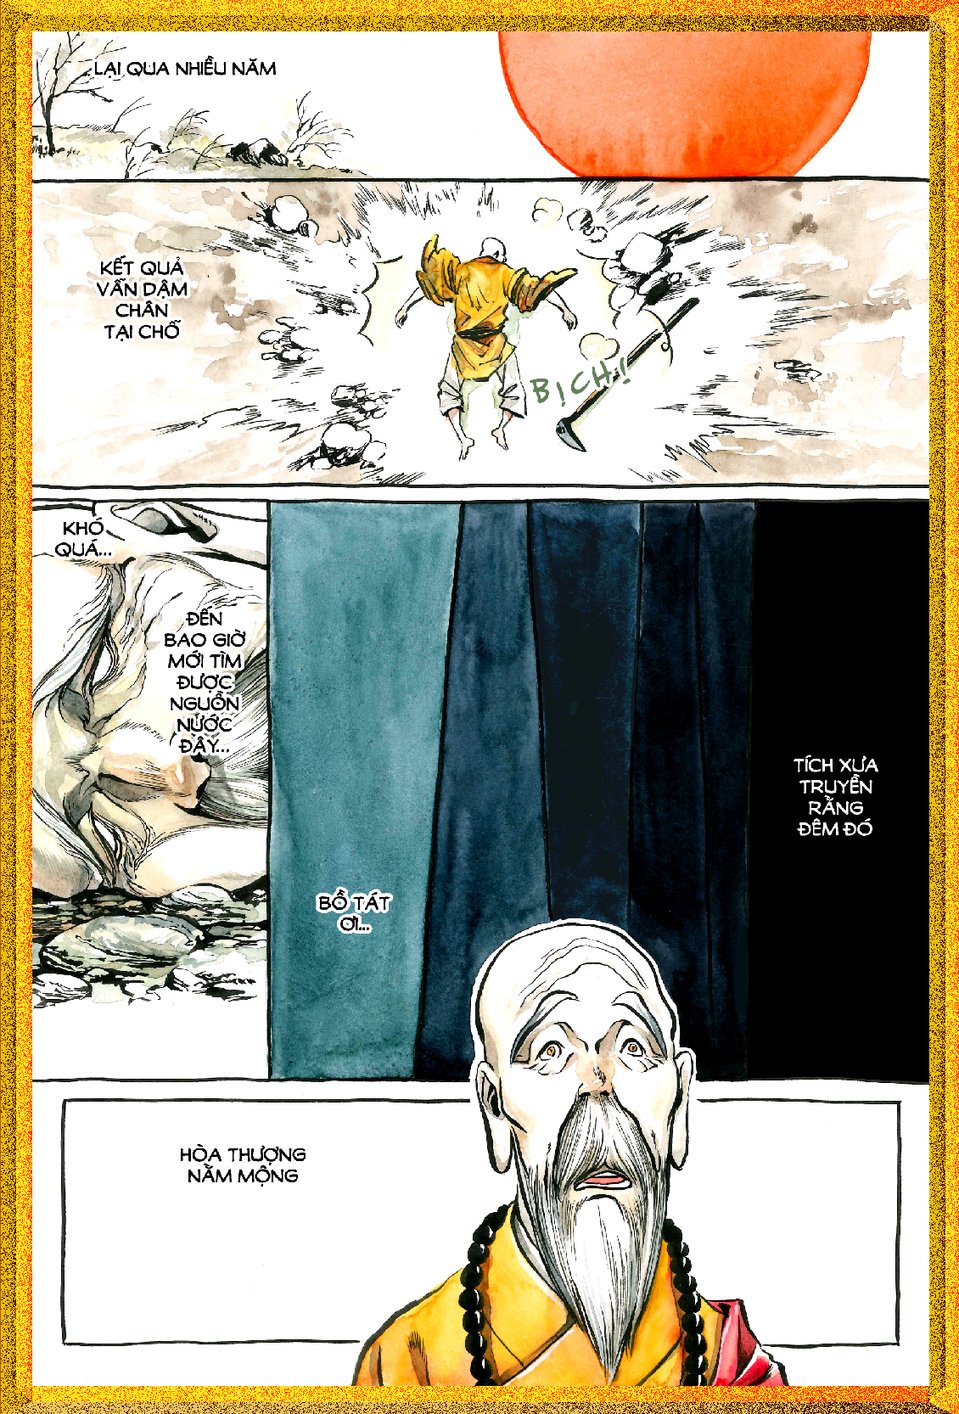 LẠI QUA NHIỀU NĂM
KẾT QUẢ
VẪN DẬM
CHÂN
TẠI CHỖ
BỊCH!
KHÓ
QUÁ...
ĐẾN
BAO GIỜ
MỚI TÌM
ĐƯỢC
NGUỒN
NƯỚC
ĐÂY...
TÍCH XƯA
TRUYỀN
RẰNG
ĐÊM ĐÓ
BỒ TÁT
ƠI...
HÒA THƯỢNG
NẰM MỘNG